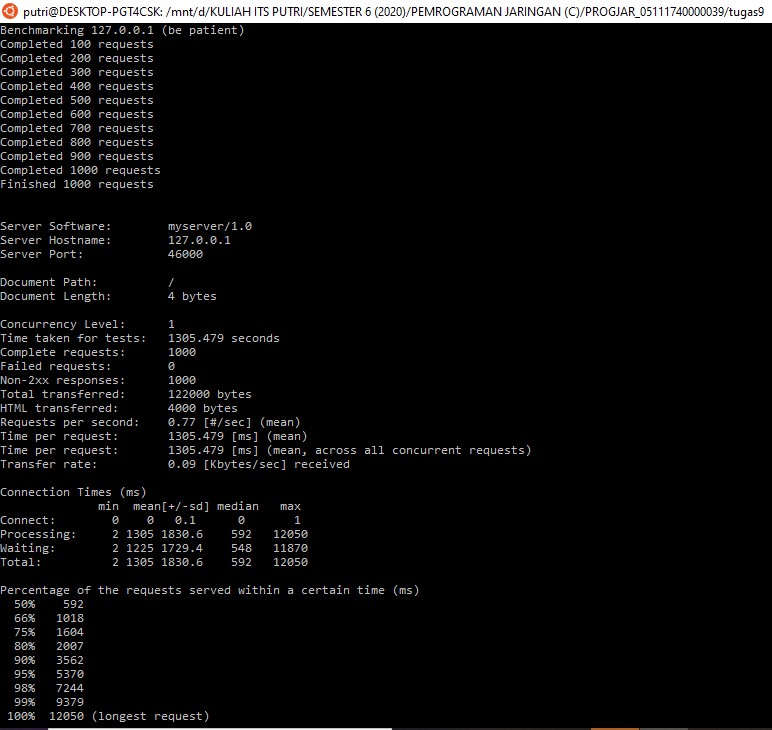 putri@DESKTOP-PGT4CSK: /mnt/d/KULIAH ITS PUTRI/SEMESTER 6 (2020)/PEMROGRAMAN JARINGAN (C)/PROGJAR_05111740000039/tugas9
Benchmarking 127.0.0.1 (be patient)
Completed 100 requests
Completed 200 requests
Completed 300 requests
Completed 400 requests
Completed 500 requests
Completed 600 requests
Completed 700 requests
Completed 800 requests
Completed 900 requests
Completed 1000 requests
Finished 1000 requests
Server Software:        myserver/1.0
Server Hostname:        127.0.0.1
Server Port:            46000
Document Path:          /
Document Length:        4 bytes
Concurrency Level:      1
Time taken for tests:   1305.479 seconds
Complete requests:      1000
Failed requests:        0
Non-2xx responses:      1000
Total transferred:      122000 bytes
HTML transferred:       4000 bytes
Requests per second:    0.77 [#/sec] (mean)
Time per request:       1305.479 [ms] (mean)
Time per request:       1305.479 [ms] (mean, across all concurrent requests)
Transfer rate:          0.09 [Kbytes/sec] received
Connection Times (ms)
              min  mean[+/-sd] median   max
Connect:        0    0   0.1      0       1
Processing:     2 1305 1830.6    592   12050
Waiting:        2 1225 1729.4    548   11870
Total:          2 1305 1830.6    592   12050
Percentage of the requests served within a certain time (ms)
  50%    592
  66%   1018
  75%   1604
  80%   2007
  90%   3562
  95%   5370
  98%   7244
  99%   9379
 100%  12050 (longest request)